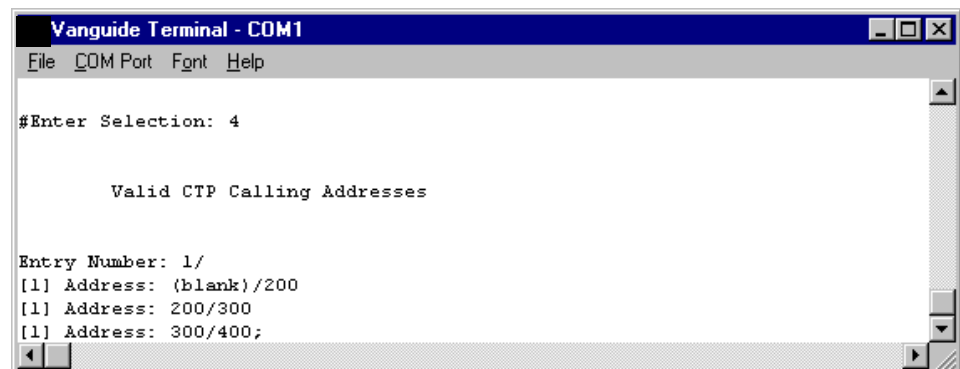 Vanguide Terminal - COM1
File COM Port Font Help
#Enter Selection: 4
Valid CTP Calling Addresses
Entry Number: 1/
[1] Address: (blank)/200
[1] Address: 200/300
[1] Address: 300/400;